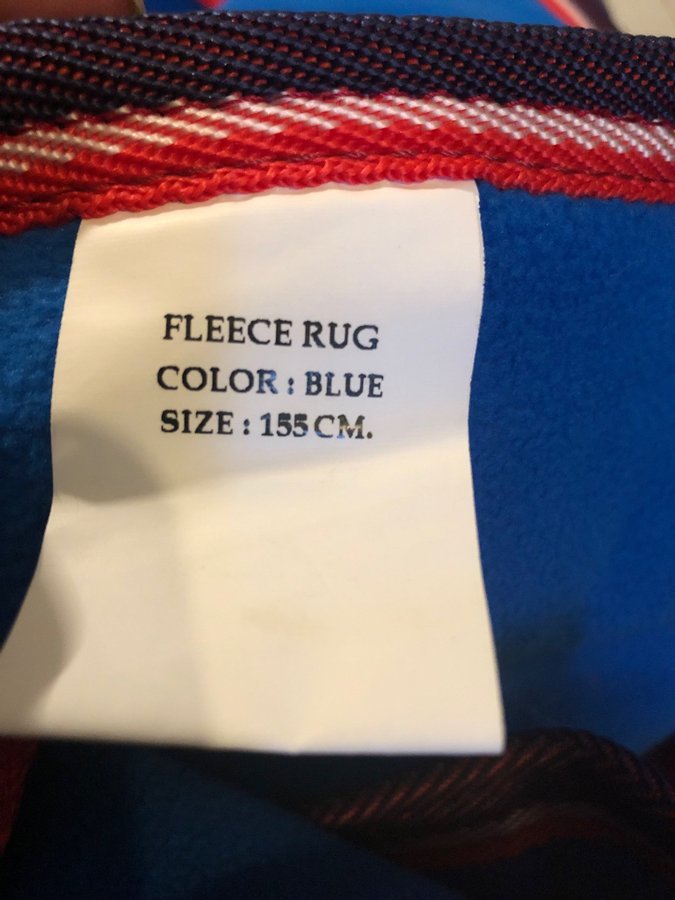 FLEECE RUG
COLOR : BLUE
SIZE : 155 CM.